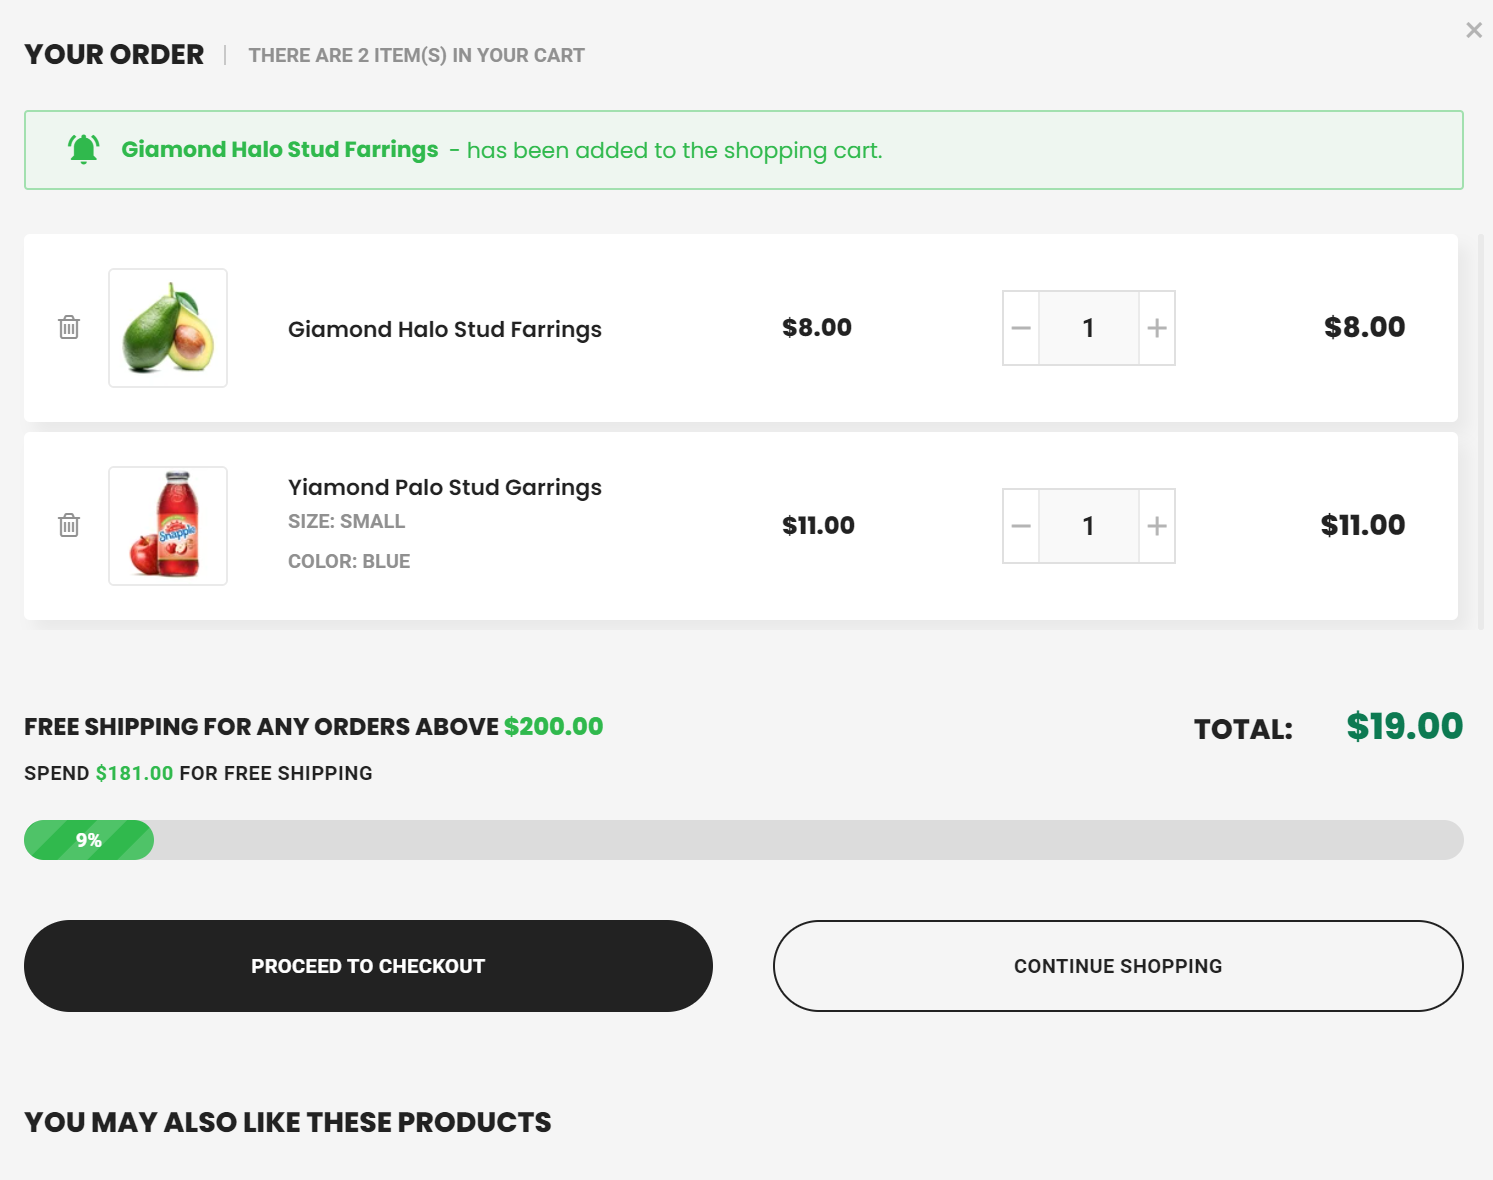 YOUR ORDER | THERE ARE 2 ITEM(S) IN YOUR CART
Giamond Halo Stud Farrings - has been added to the shopping cart.
Giamond Halo Stud Farrings $8.00 1 $8.00
Snapple
Yiamond Palo Stud Garrings
SIZE: SMALL
COLOR: BLUE
$11.00 1 $11.00
FREE SHIPPING FOR ANY ORDERS ABOVE $200.00
SPEND $181.00 FOR FREE SHIPPING
TOTAL: $19.00
9%
PROCEED TO CHECKOUT
CONTINUE SHOPPING
YOU MAY ALSO LIKE THESE PRODUCTS